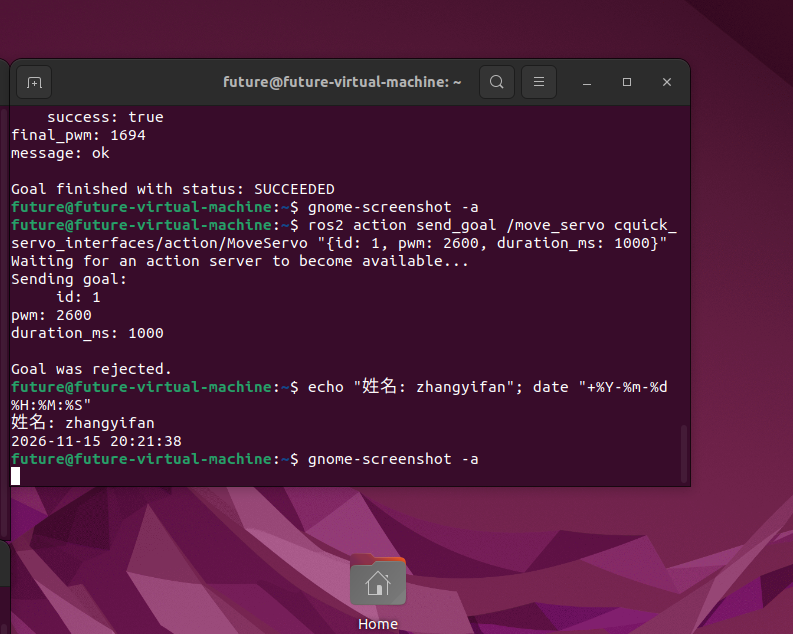 future@future-virtual-machine: ~
success: true
final_pwm: 1694
message: ok
Goal finished with status: SUCCEEDED
future@future-virtual-machine:~$ gnome-screenshot -a
future@future-virtual-machine:~$ ros2 action send_goal /move_servo cquick_
servo_interfaces/action/MoveServo "{id: 1, pwm: 2600, duration_ms: 1000}"
Waiting for an action server to become available...
Sending goal:
id: 1
pwm: 2600
duration_ms: 1000
Goal was rejected.
future@future-virtual-machine:~$ echo "姓名: zhangyifan"; date "+%Y-%m-%d
%H:%M:%S"
姓名: zhangyifan
2026-11-15 20:21:38
future@future-virtual-machine:~$ gnome-screenshot -a
Home